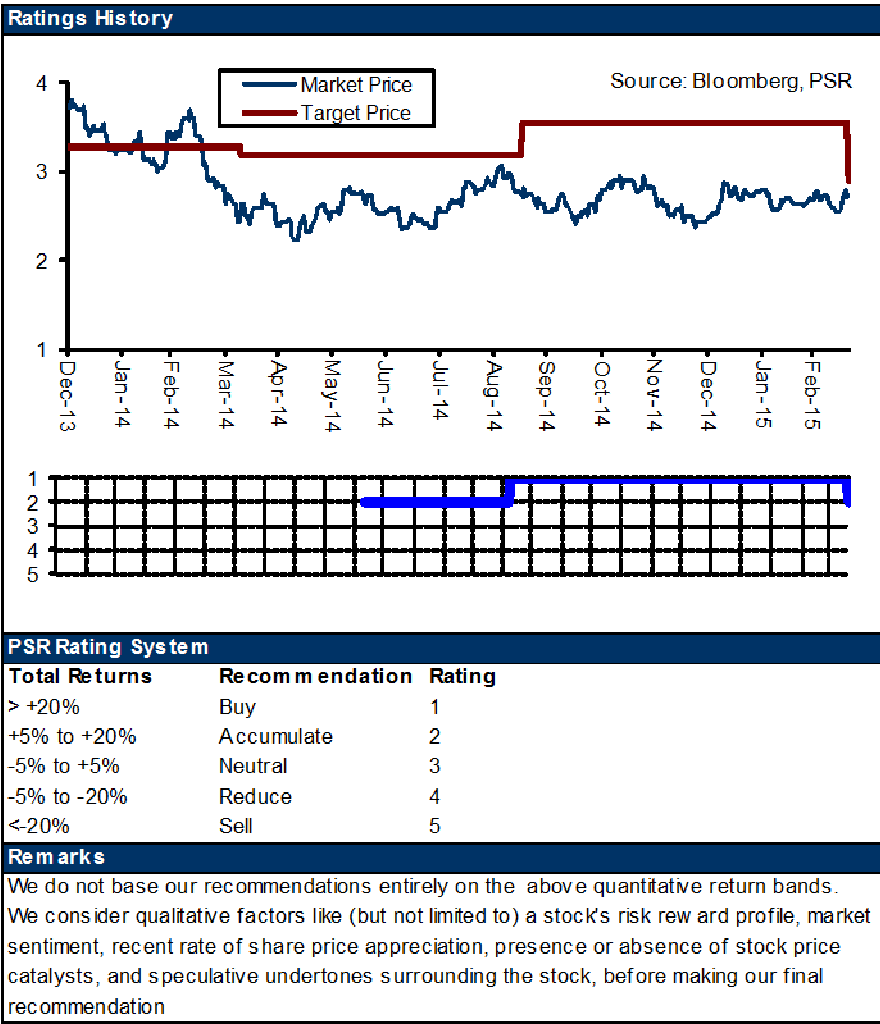 Ratings History
Source: Bloomberg, PSR
Market Price
Target Price
4
3
2
1
Dec-13
Jan-14
Feb-14
Mar-14
Apr-14
May-14
Jun-14
Jul-14
Aug-14
Sep-14
Oct-14
Nov-14
Dec-14
Jan-15
Feb-15
1
2
3
4
5
PSR Rating System
Total Returns Recommendation Rating
> +20% Buy 1
+5% to +20% Accumulate 2
-5% to +5% Neutral 3
-5% to -20% Reduce 4
<-20% Sell 5
Remarks
We do not base our recommendations entirely on the above quantitative return bands.
We consider qualitative factors like (but not limited to) a stock's risk reward profile, market
sentiment, recent rate of share price appreciation, presence or absence of stock price
catalysts, and speculative undertones surrounding the stock, before making our final
recommendation